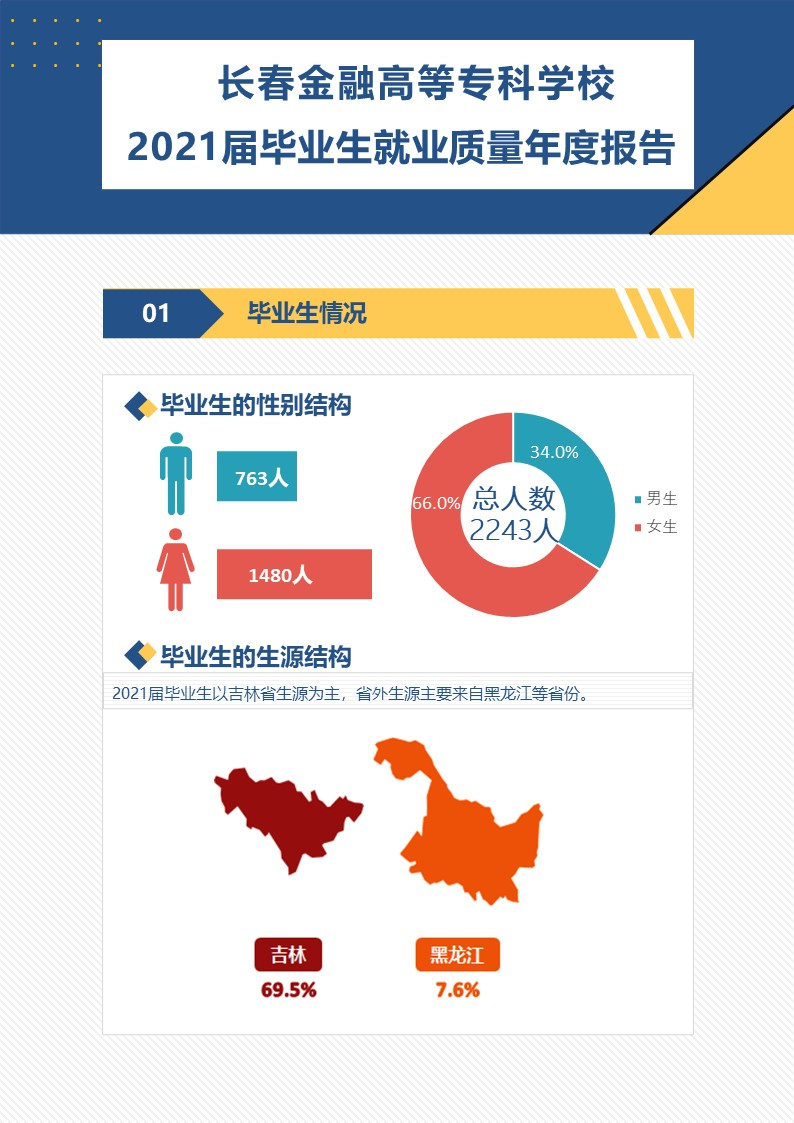 长春金融高等专科学校
2021届毕业生就业质量年度报告
01
毕业生情况
毕业生的性别结构
763人
1480人
34.0%
66.0%
总人数
2243人
男生
女生
毕业生的生源结构
2021届毕业生以吉林省生源为主，省外生源主要来自黑龙江等省份。
吉林
黑龙江
69.5%
7.6%